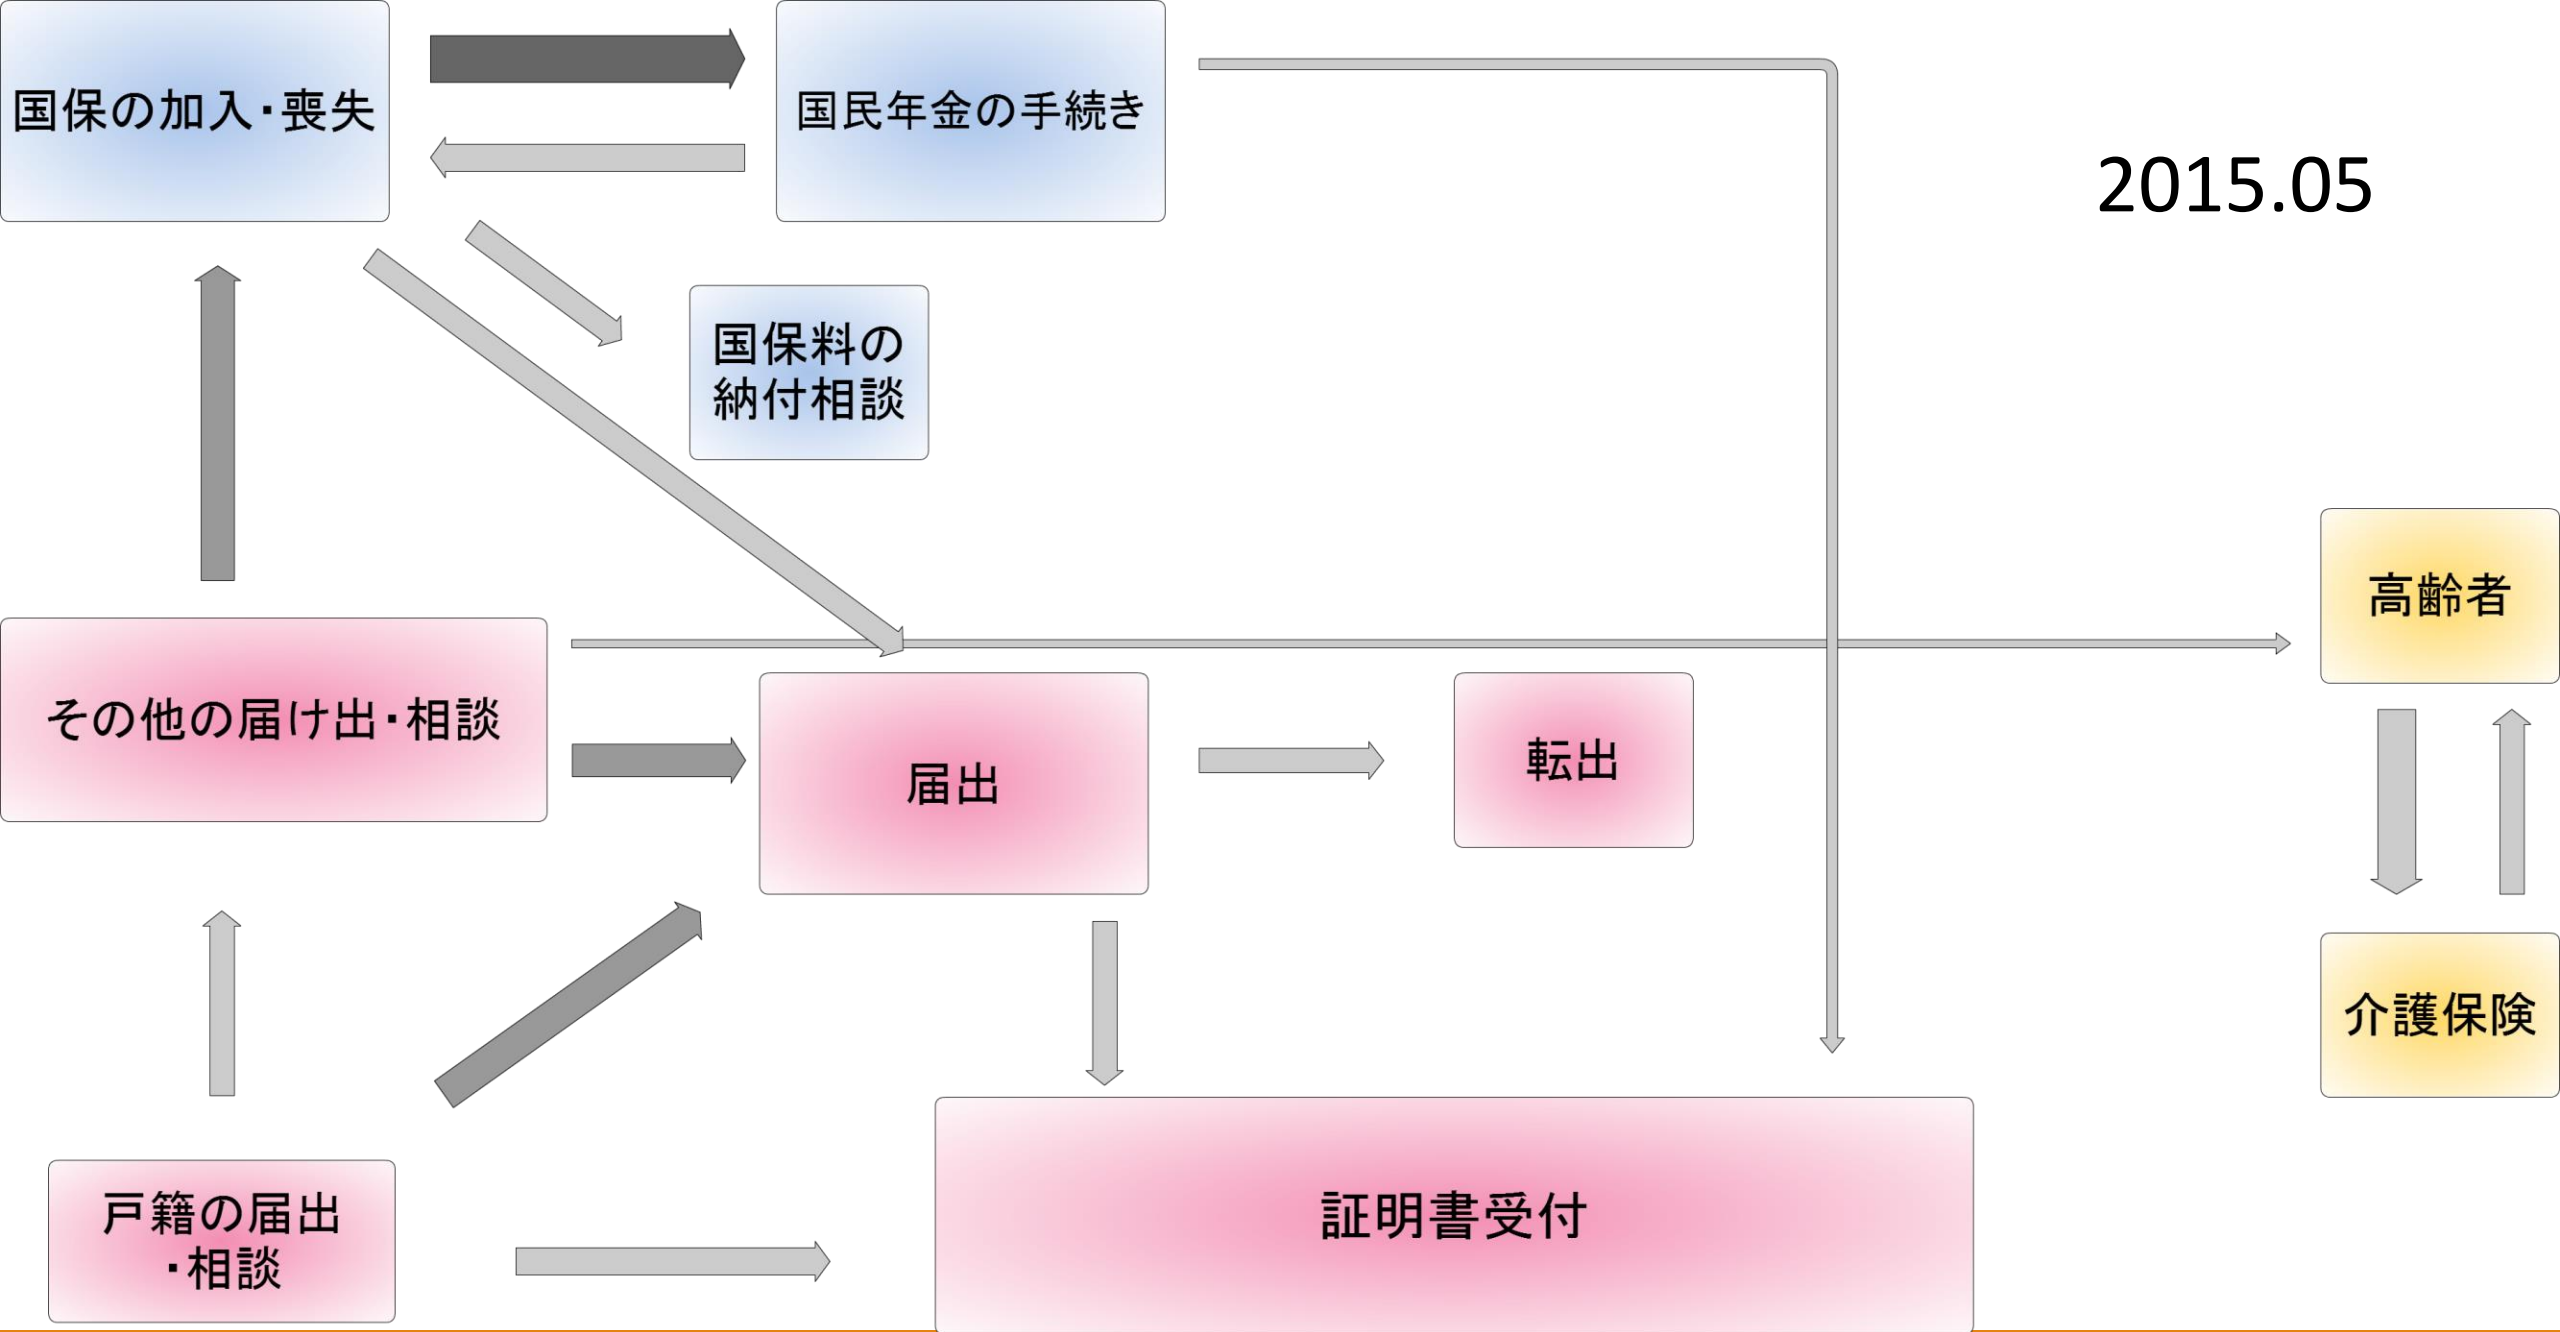 国保の加入・喪失
国民年金の手続き
2015.05
国保料の
納付相談
高齢者
その他の届け出・相談
届出
転出
介護保険
戸籍の届出
・相談
証明書受付